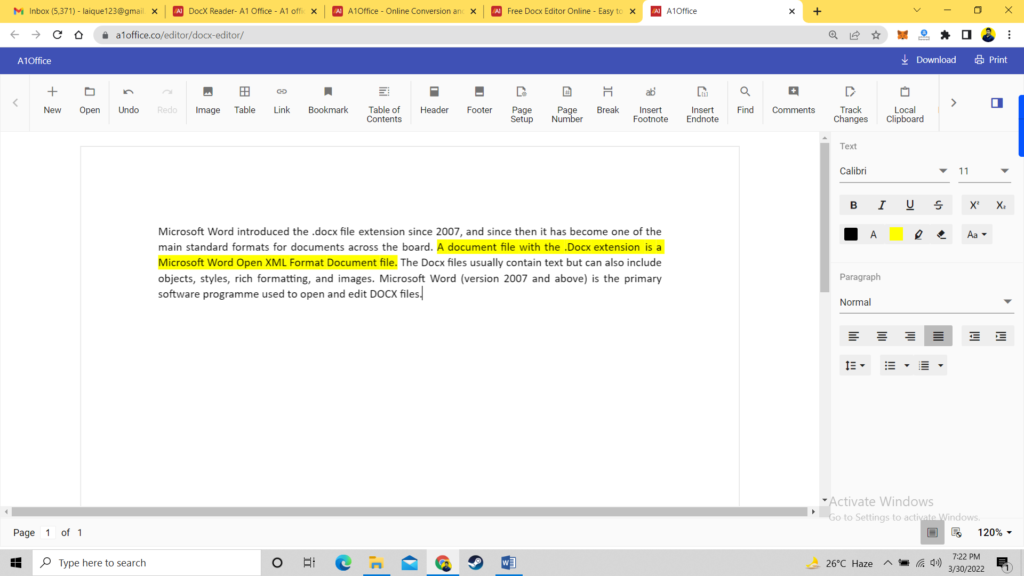 Inbox (5,371) - laique123@gmail
DocX Reader- A1 Office - A1 offi
A1Office - Online Conversion an
Free Docx Editor Online - Easy to
A1Office
a1office.co/editor/docx-editor/
A1Office
Download
Print
New
Open
Undo
Redo
Image
Table
Link
Bookmark
Table of
Contents
Header
Footer
Page
Setup
Page
Number
Break
Insert
Footnote
Insert
Endnote
Find
Comments
Track
Changes
Local
Clipboard
Microsoft Word introduced the .docx file extension since 2007, and since then it has become one of the
main standard formats for documents across the board. A document file with the .Docx extension is a
Microsoft Word Open XML Format Document file. The Docx files usually contain text but can also include
objects, styles, rich formatting, and images. Microsoft Word (version 2007 and above) is the primary
software programme used to open and edit DOCX files.
Text
Calibri
11
B I U S X² X₂
A Aa
Paragraph
Normal
Activate Windows
Go to Settings to activate Windows.
Page 1 of 1
120%
Type here to search
26°C Haze
7:22 PM
3/30/2022
1